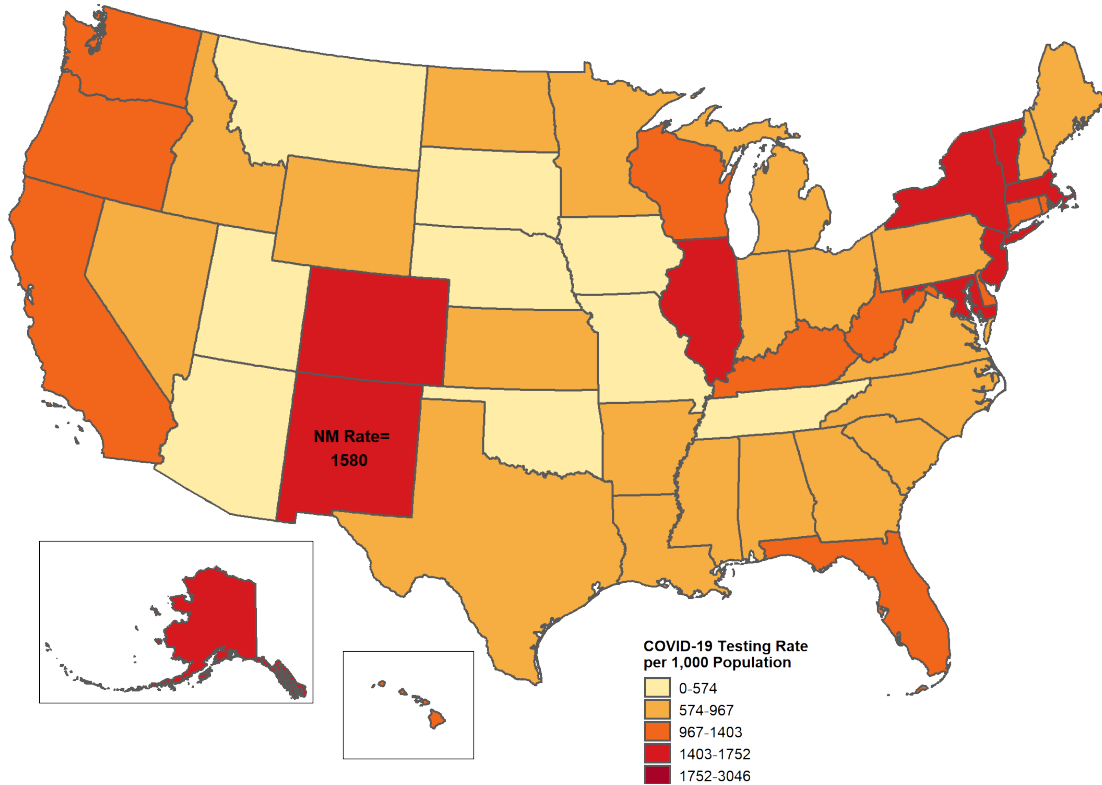 NM Rate=
1580
COVID-19 Testing Rate
per 1,000 Population
0-574
574-967
967-1403
1403-1752
1752-3046